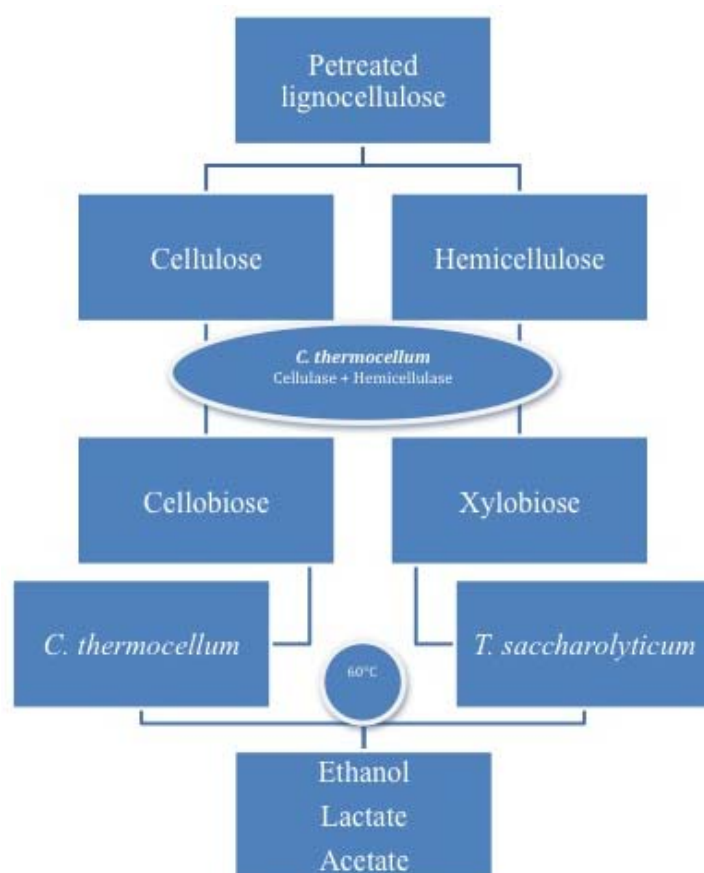 Petreated
lignocellulose
Cellulose
Hemicellulose
C. thermocellum
Cellulase + Hemicellulase
Cellobiose
Xylobiose
C. thermocellum
T. saccharolyticum
60°C
Ethanol
Lactate
Acetate